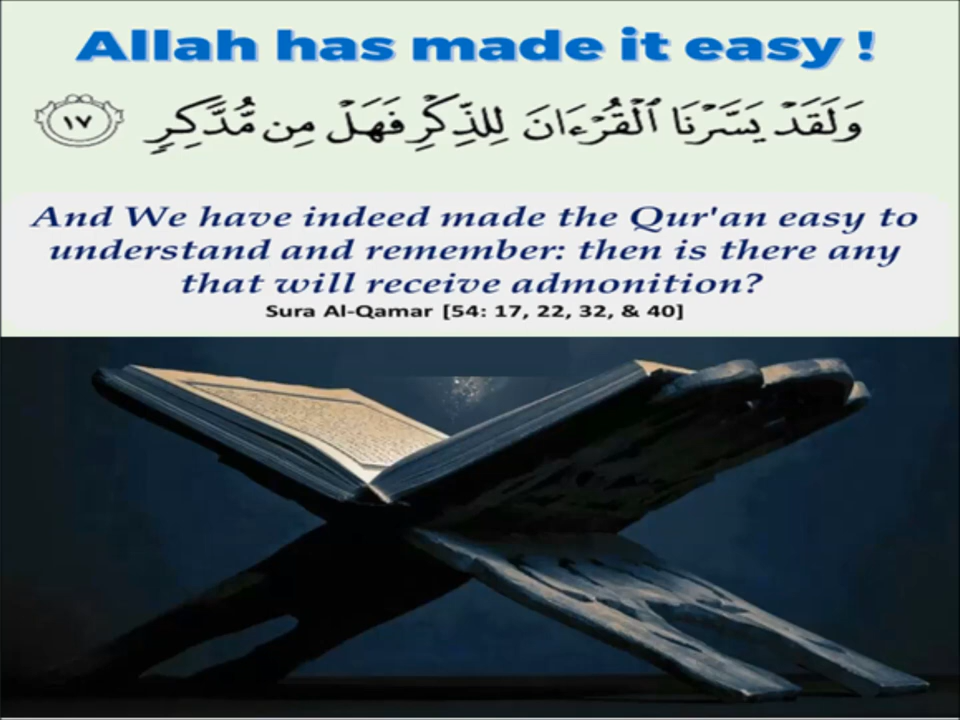 Allah has made it easy !
وَلَقَدْ يَسَّرْنَا ٱلْقُرْءَانَ لِلذِّكْرِ فَهَلْ مِن مُّدَّكِرٍ ١٧
And We have indeed made the Qur'an easy to
understand and remember: then is there any
that will receive admonition?
Sura Al-Qamar [54: 17, 22, 32, & 40]